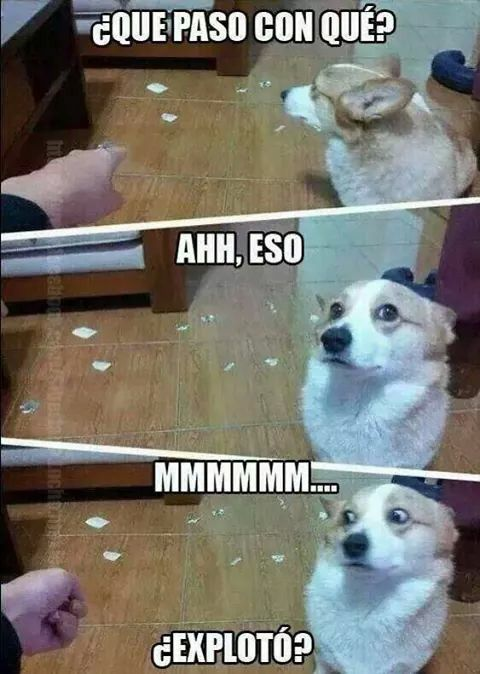 ¿QUE PASO CON QUÉ?
AHH, ESO
MMMMMM....
¿EXPLOTÓ?